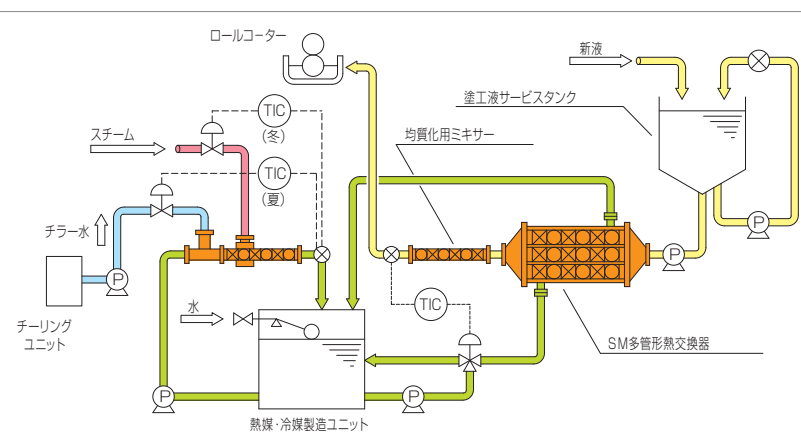 ロールコーター
新液
塗工液サービスタンク
TIC
(冬)
スチーム
均質化用ミキサー
TIC
(夏)
チラー水
P
P
P
チーリング
ユニット
水
TIC
SM多管形熱交換器
P
P
熱媒・冷媒製造ユニット